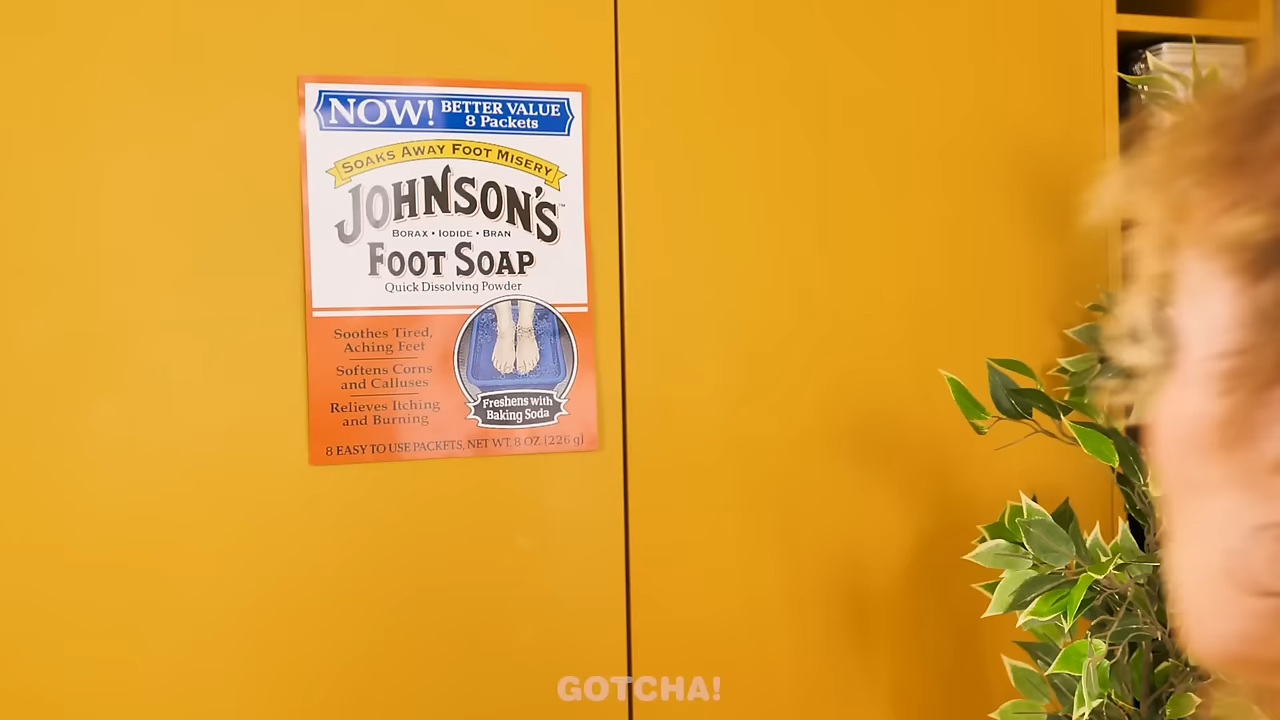 NOW! BETTER VALUE
8 Packets
SOAKS AWAY FOOT MISERY
JOHNSON'S™
BORAX • IODIDE • BRAN
FOOT SOAP
Quick Dissolving Powder
Soothes Tired,
Aching Feet
Softens Corns
and Calluses
Relieves Itching
and Burning
Freshens with
Baking Soda
8 EASY TO USE PACKETS, NET WT. 8 OZ (226 g)
GOTCHA!